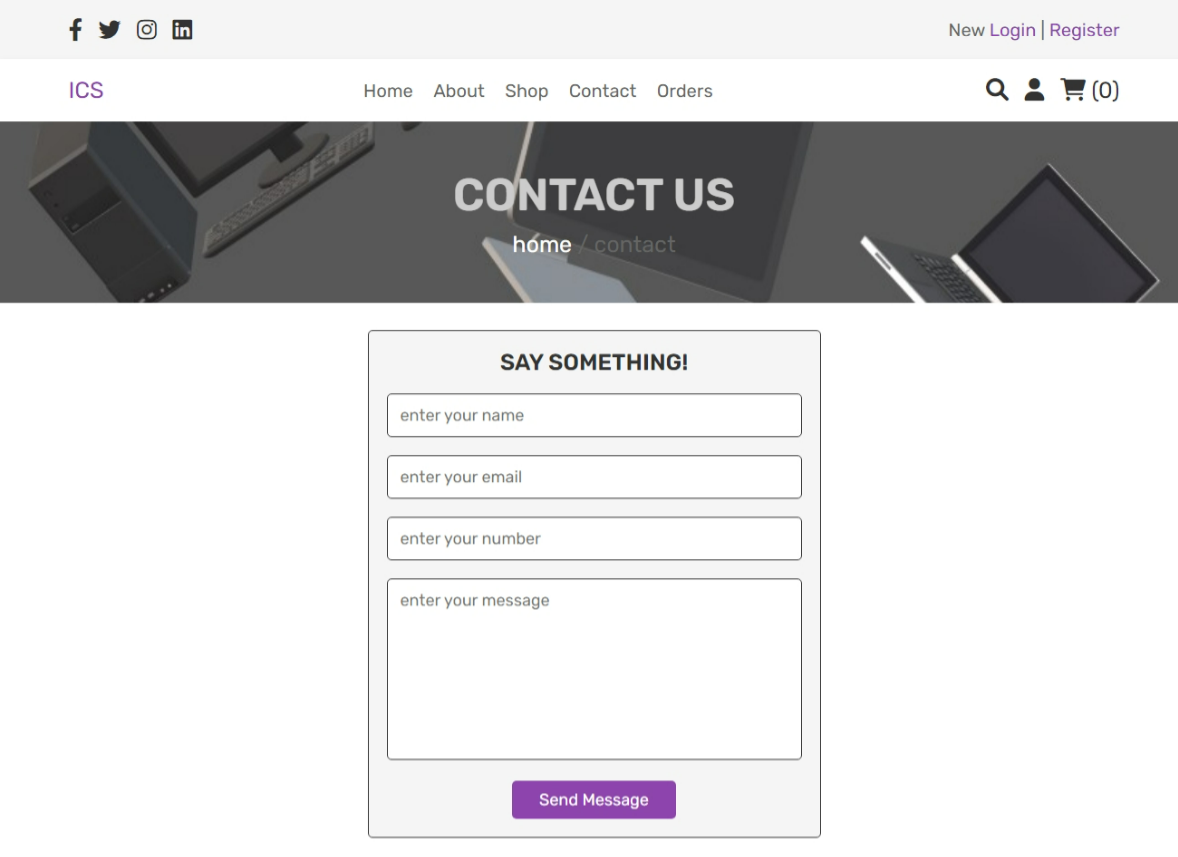 New Login | Register
ICS
Home About Shop Contact Orders
(0)
CONTACT US
home / contact
SAY SOMETHING!
enter your name
enter your email
enter your number
enter your message
Send Message